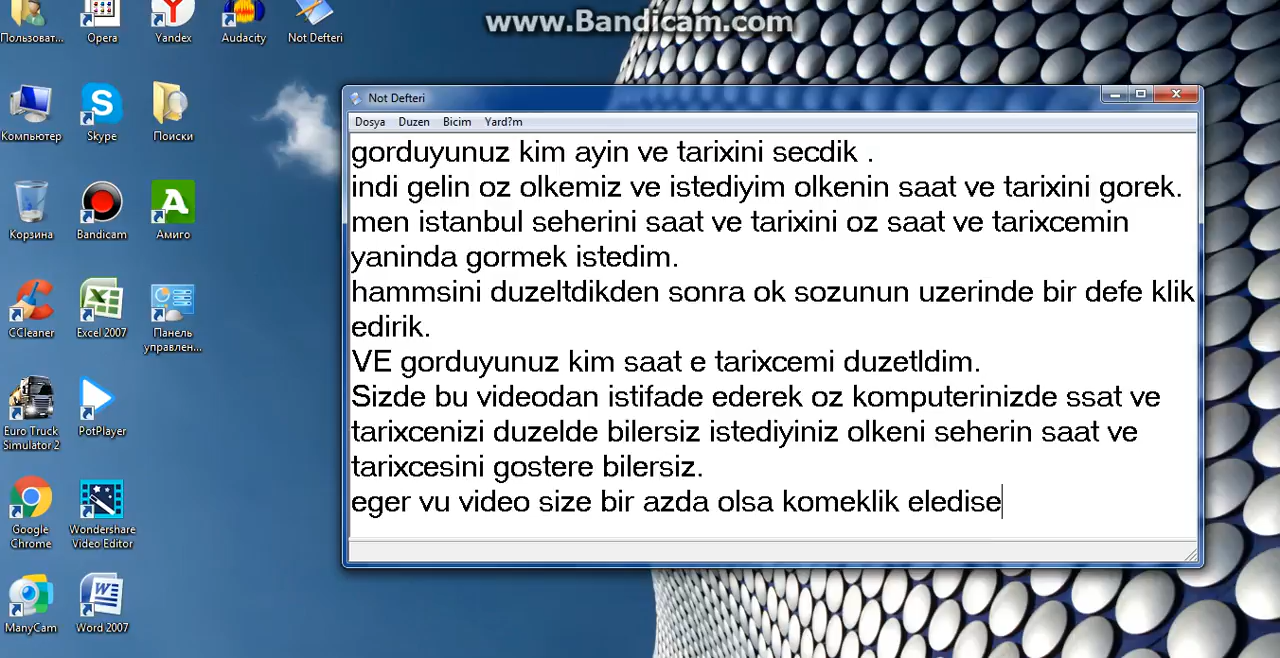 www.Bandicam.com
Пользоват...
Opera
Yandex
Audacity
Not Defteri
Компьютер
Skype
Поиски
Корзина
Bandicam
Амиго
CCleaner
Excel 2007
Панель
управлен...
Euro Truck
Simulator 2
PotPlayer
Google
Chrome
Wondershare
Video Editor
ManyCam
Word 2007
Not Defteri
Dosya Duzen Bicim Yard?m
gorduyunuz kim ayin ve tarixini secdik .
indi gelin oz olkemiz ve istediyim olkenin saat ve tarixini gorek.
men istanbul seherini saat ve tarixini oz saat ve tarixcemin
yaninda gormek istedim.
hammsini duzeltdikden sonra ok sozunun uzerinde bir defe klik
edirik.
VE gorduyunuz kim saat e tarixcemi duzetldim.
Sizde bu videodan istifade ederek oz komputerinizde ssat ve
tarixcenizi duzelde bilersiz istediyiniz olkeni seherin saat ve
tarixcesini gostere bilersiz.
eger vu video size bir azda olsa komeklik eledise